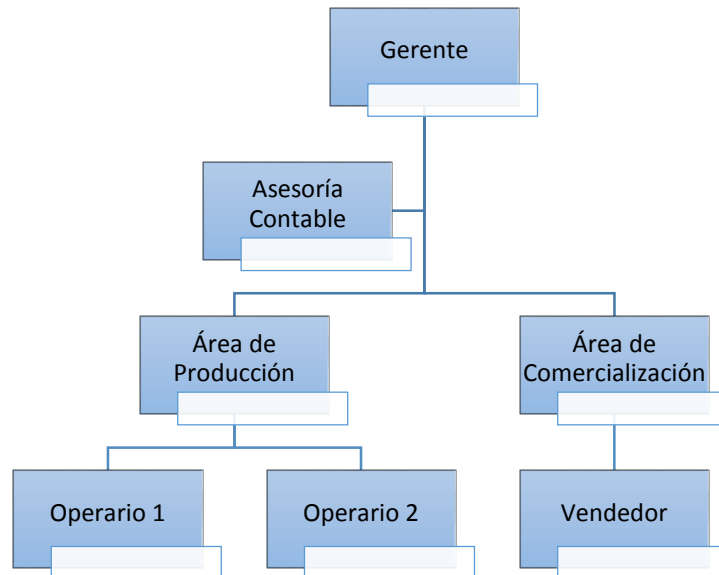 Gerente
Asesoría
Contable
Área de
Producción
Área de
Comercialización
Operario 1
Operario 2
Vendedor